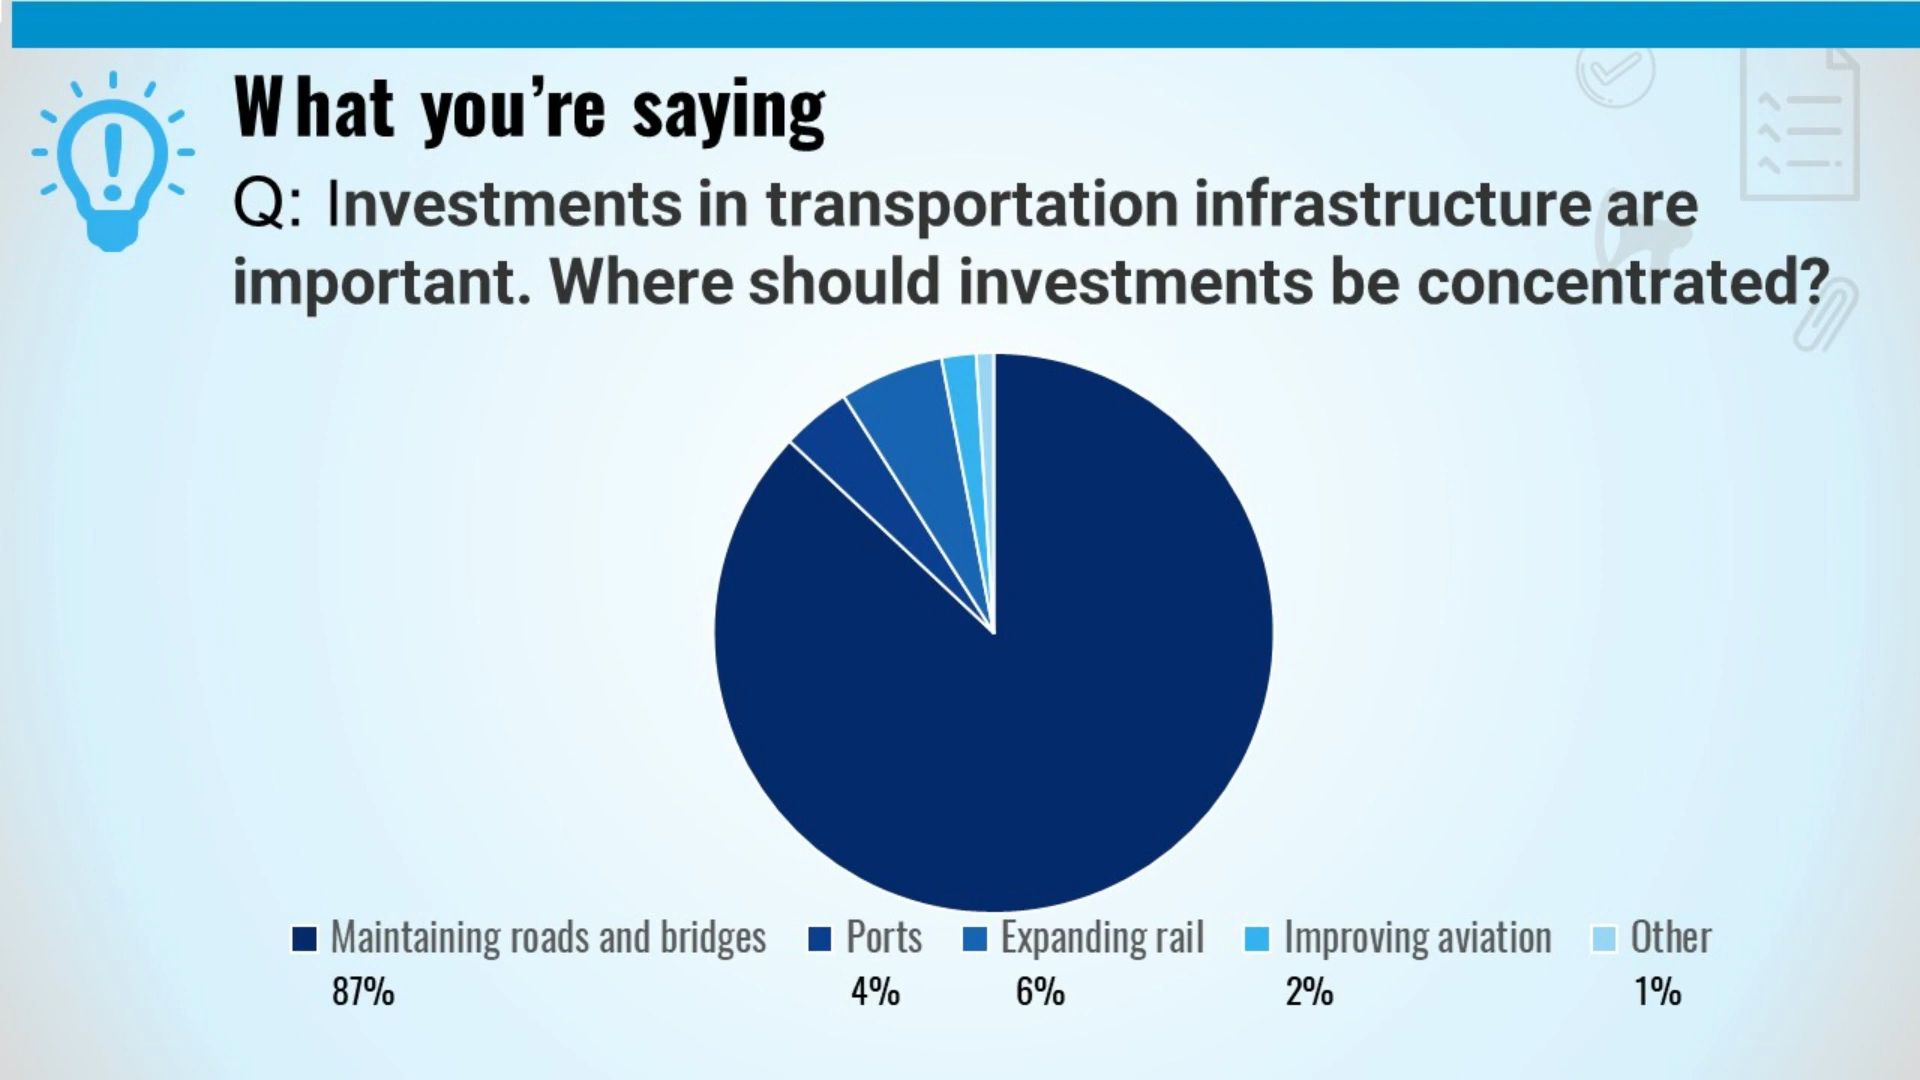 What you're saying
Q: Investments in transportation infrastructure are
important. Where should investments be concentrated?
Maintaining roads and bridges Ports Expanding rail Improving aviation Other
87% 4% 6% 2% 1%